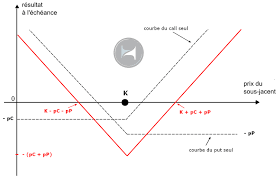 résultat
à l'échéance
courbe du call seul
prix du
sous-jacent
0
K
K - pC - pP
K + pC + pP
- pC
- pP
courbe du put seul
- (pC + pP)